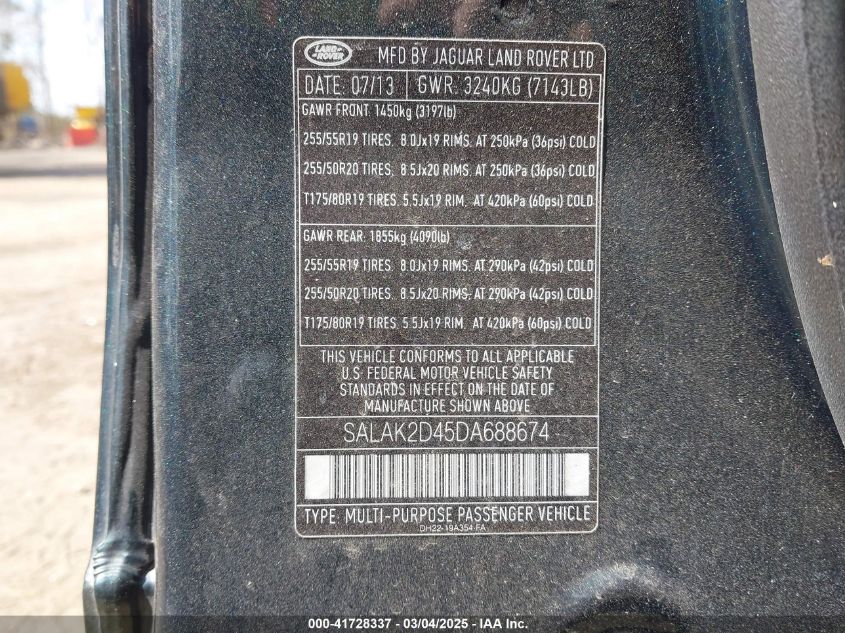 LAND
ROVER
MFD BY JAGUAR LAND ROVER LTD
DATE: 07/13 GWR: 3240KG (7143LB)
GAWR FRONT 1450kg (3197lb)
255/55R19 TIRES. 8.0Jx19 RIMS. AT 250kPa (36psi) COLD
255/50R20 TIRES. 8.5Jx20 RIMS. AT 250kPa (36psi) COLD
T175/80R19 TIRES. 5.5Jx19 RIM. AT 420kPa (60psi) COLD
GAWR REAR. 1855kg (4090lb)
255/55R19 TIRES. 8.0Jx19 RIMS. AT 290kPa (42psi) COLD
255/50R20 TIRES. 8.5Jx20 RIMS. AT 290kPa (42psi) COLD
T175/80R19 TIRES. 5.5Jx19 RIM. AT 420kPa (60psi) COLD
THIS VEHICLE CONFORMS TO ALL APPLICABLE
U.S. FEDERAL MOTOR VEHICLE SAFETY
STANDARDS IN EFFECT ON THE DATE OF
MANUFACTURE SHOWN ABOVE
SALAK2D45DA688674
TYPE: MULTI-PURPOSE PASSENGER VEHICLE
DH22-19A354-FA
000-41728337 - 03/04/2025 - IAA, Inc.